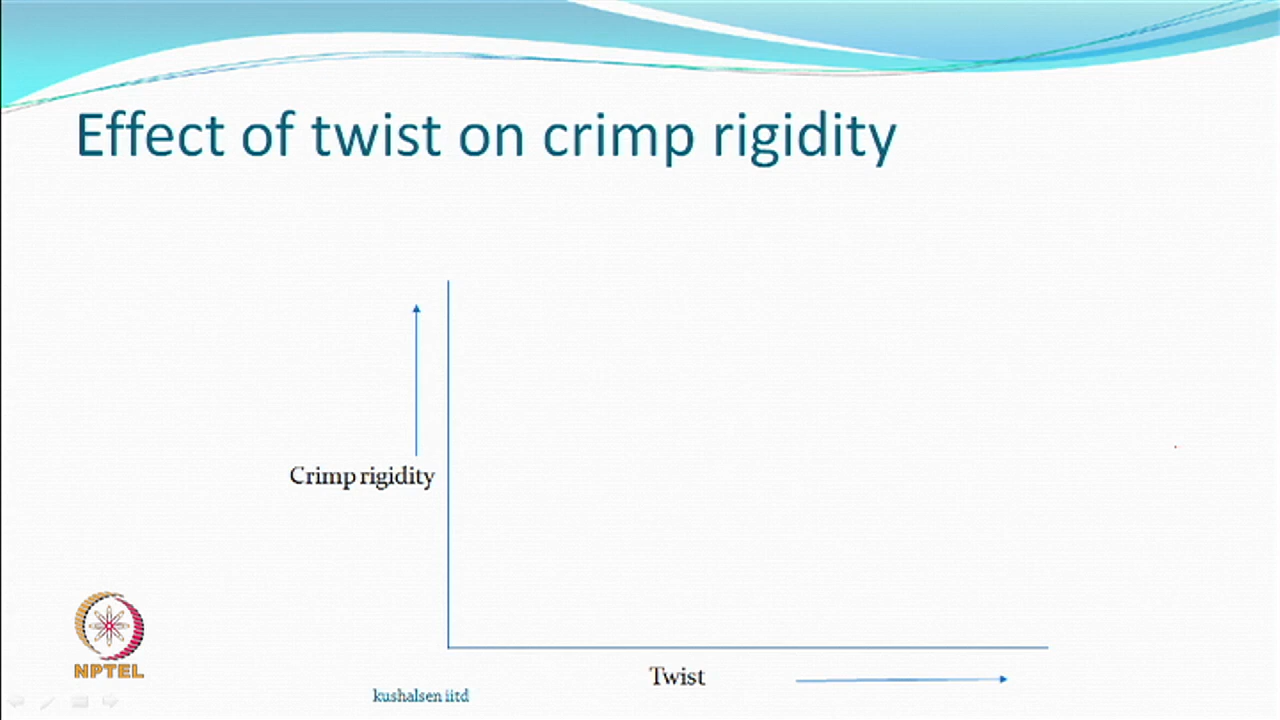 Effect of twist on crimp rigidity
Crimp rigidity
Twist
NPTEL
kushalsen iitd